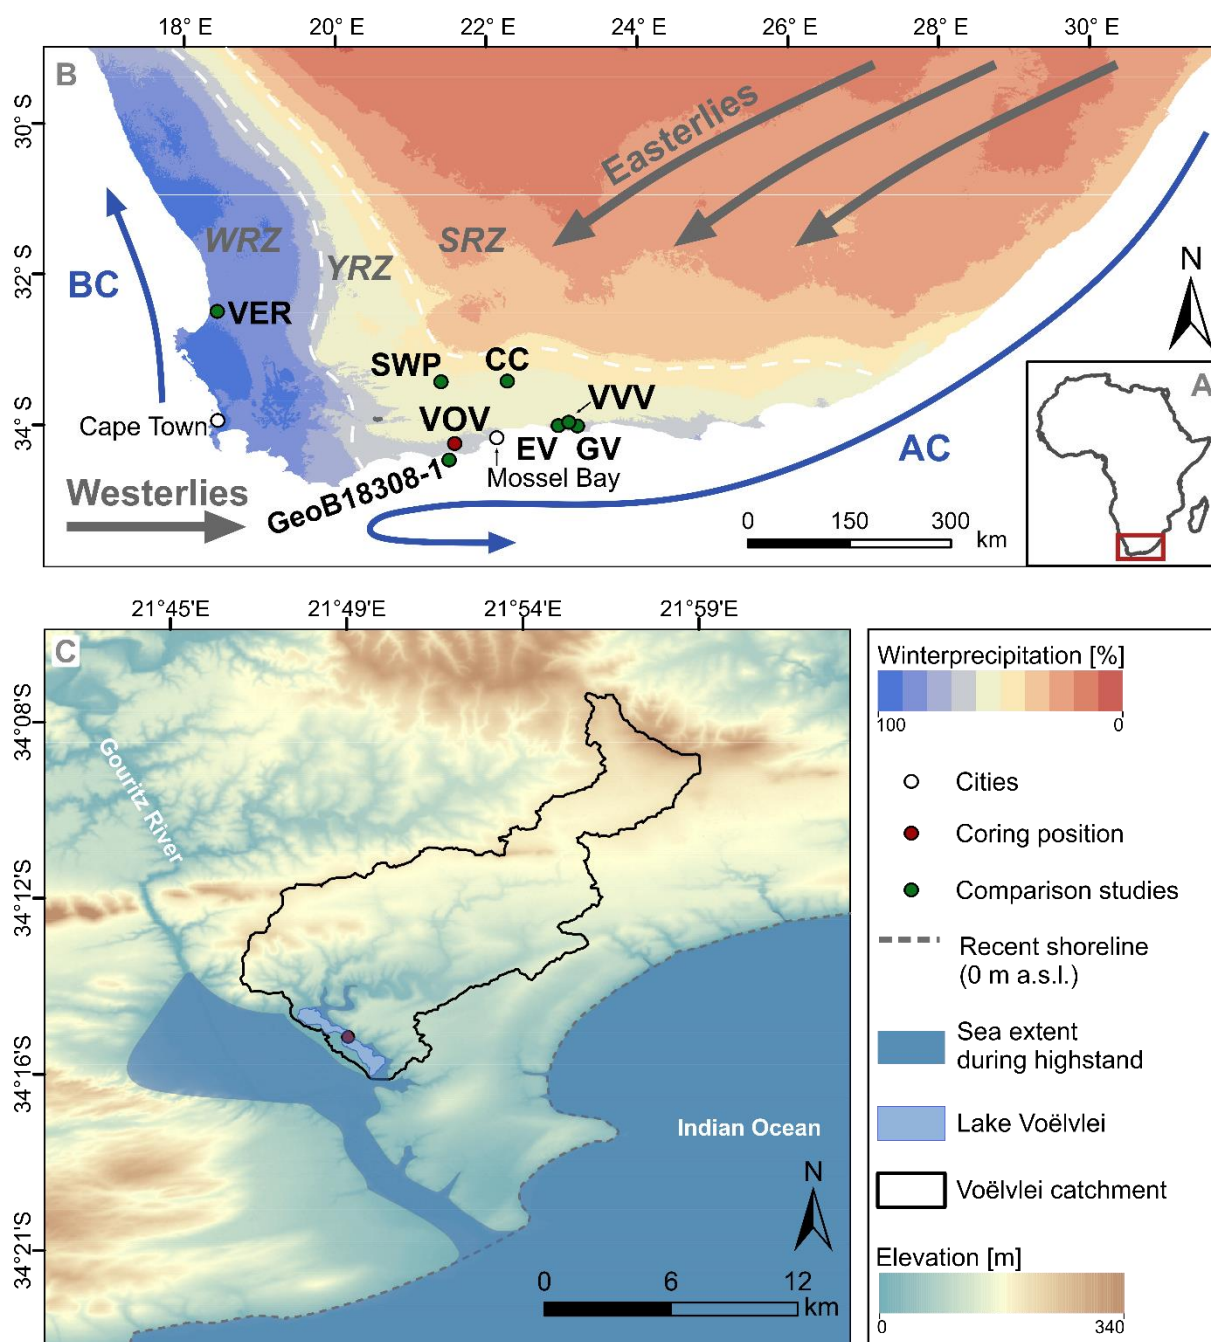 18° E
20° E
22° E
24° E
26° E
28° E
30° E
B
30° S
32° S
34° S
Easterlies
WRZ
YRZ
SRZ
BC
VER
SWP
CC
VVV
VOV
EV
GV
Cape Town
Mossel Bay
GeoB18308-1
Westerlies
AC
N
A
0
150
300
km
21°45'E
21°49'E
21°54'E
21°59'E
C
34°08'S
34°12'S
34°16'S
34°21'S
Gouritz River
Indian Ocean
N
0
6
12
km
Winterprecipitation [%]
100
0
Cities
Coring position
Comparison studies
Recent shoreline
(0 m a.s.l.)
Sea extent
during highstand
Lake Voëlvlei
Voëlvlei catchment
Elevation [m]
0
340